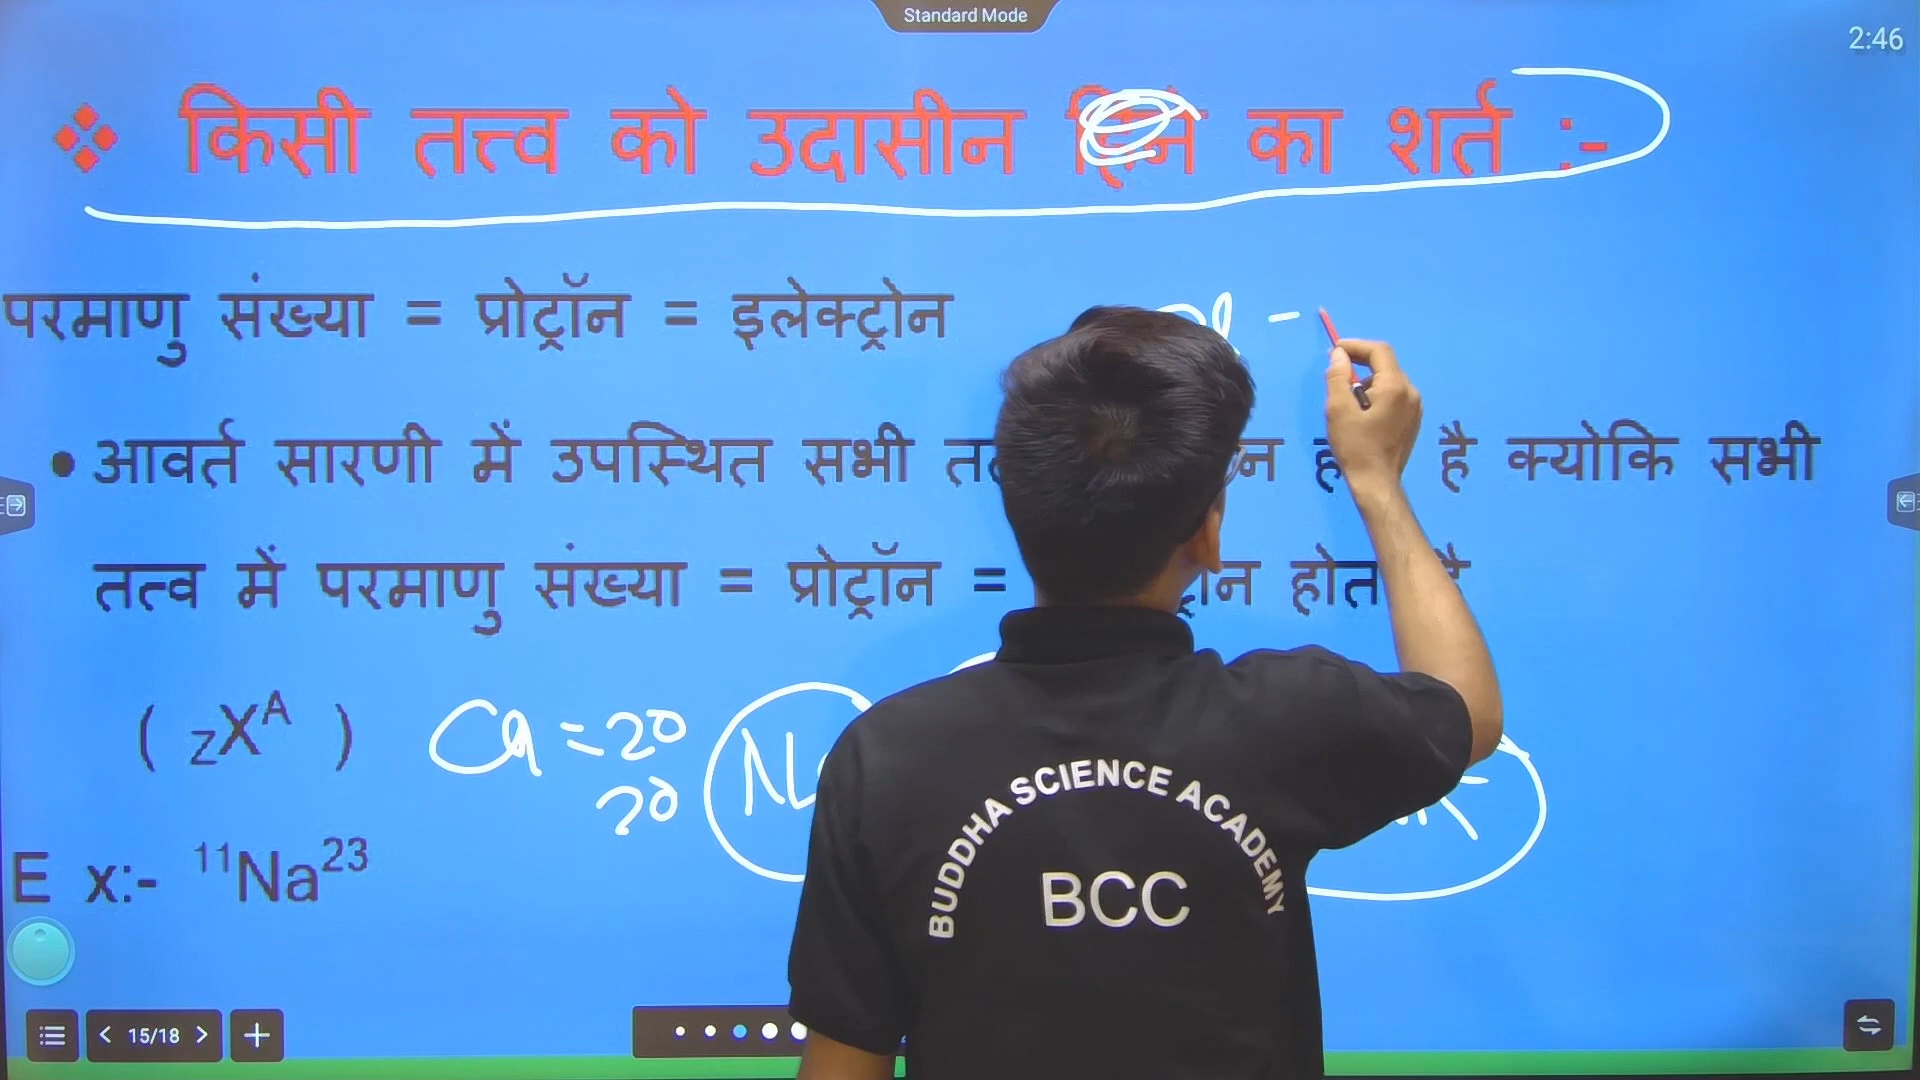 Standard Mode
2:46
❖ किसी तत्त्व को उदासीन का शर्त :-
परमाणु संख्या = प्रोट्रॉन = इलेक्ट्रोन
• आवर्त सारणी में उपस्थित सभी है क्योकि सभी
तत्व में परमाणु संख्या = प्रोट्रॉन = होत
( zXᴬ )
Ca = 20
20
E x:- ¹¹Na²³
BUDDHA SCIENCE ACADEMY
BCC
15/18